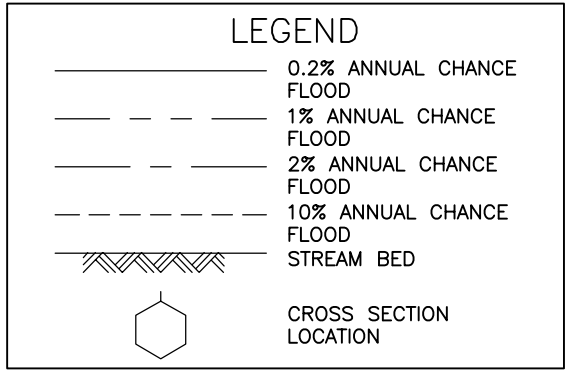 LEGEND
0.2% ANNUAL CHANCE
FLOOD
1% ANNUAL CHANCE
FLOOD
2% ANNUAL CHANCE
FLOOD
10% ANNUAL CHANCE
FLOOD
STREAM BED
CROSS SECTION
LOCATION